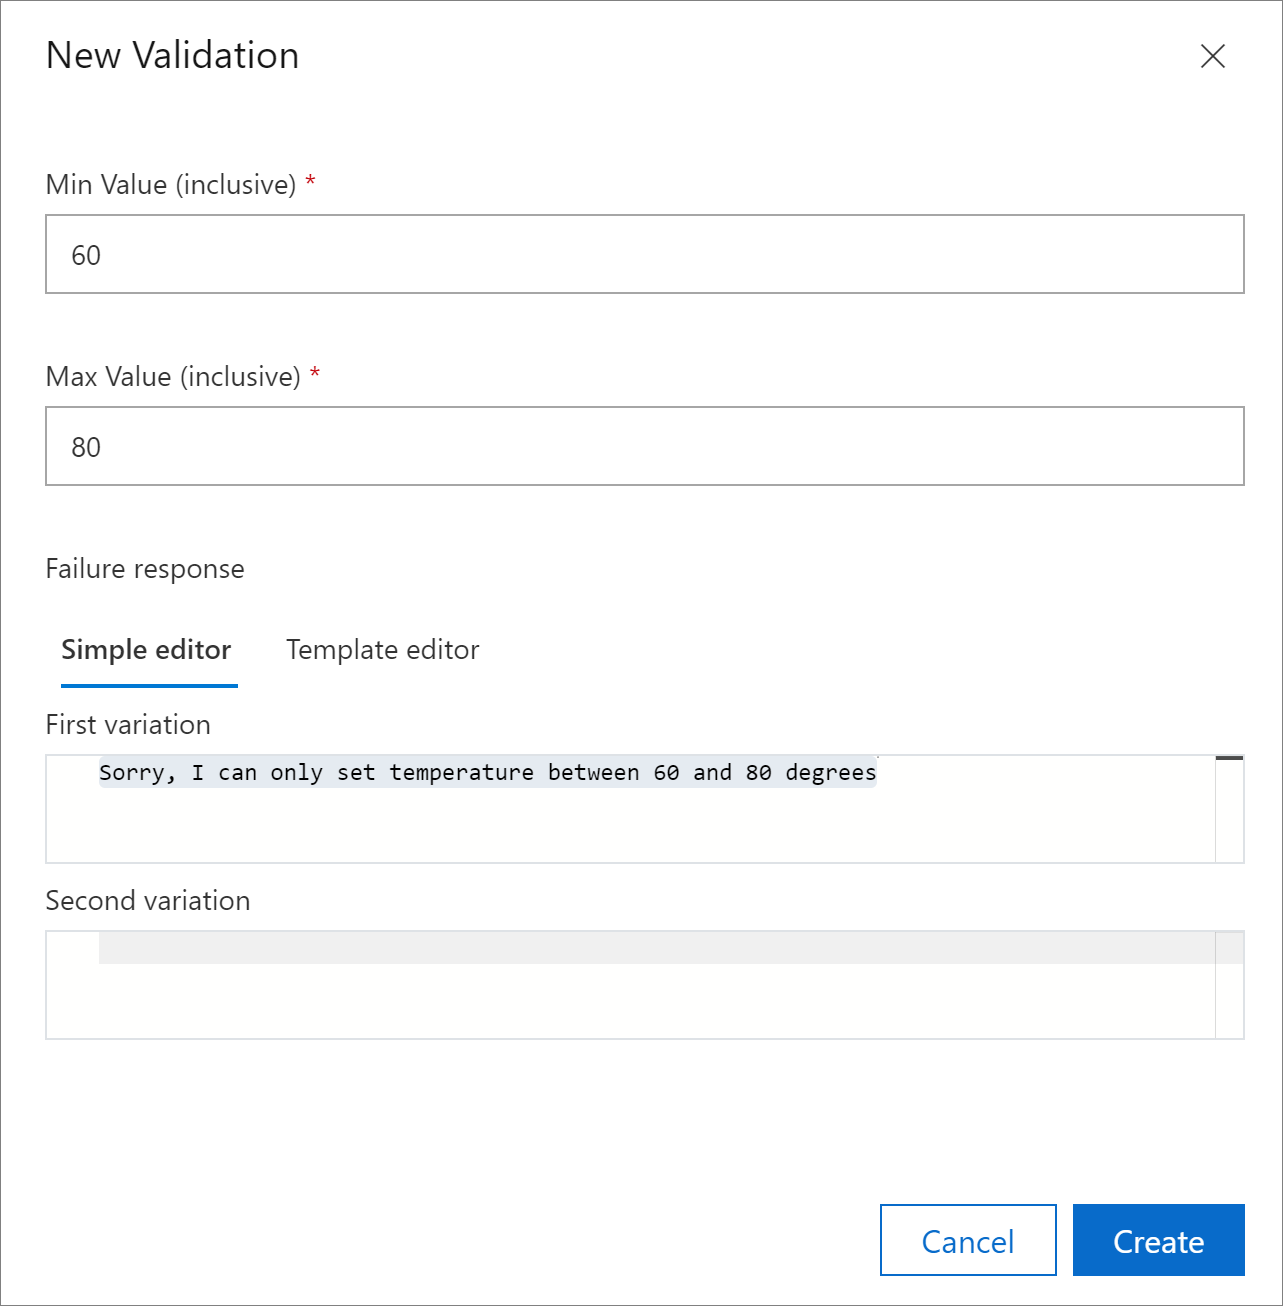 New Validation
Min Value (inclusive) *
60
Max Value (inclusive) *
80
Failure response
Simple editor Template editor
First variation
Sorry, I can only set temperature between 60 and 80 degrees
Second variation
Cancel Create